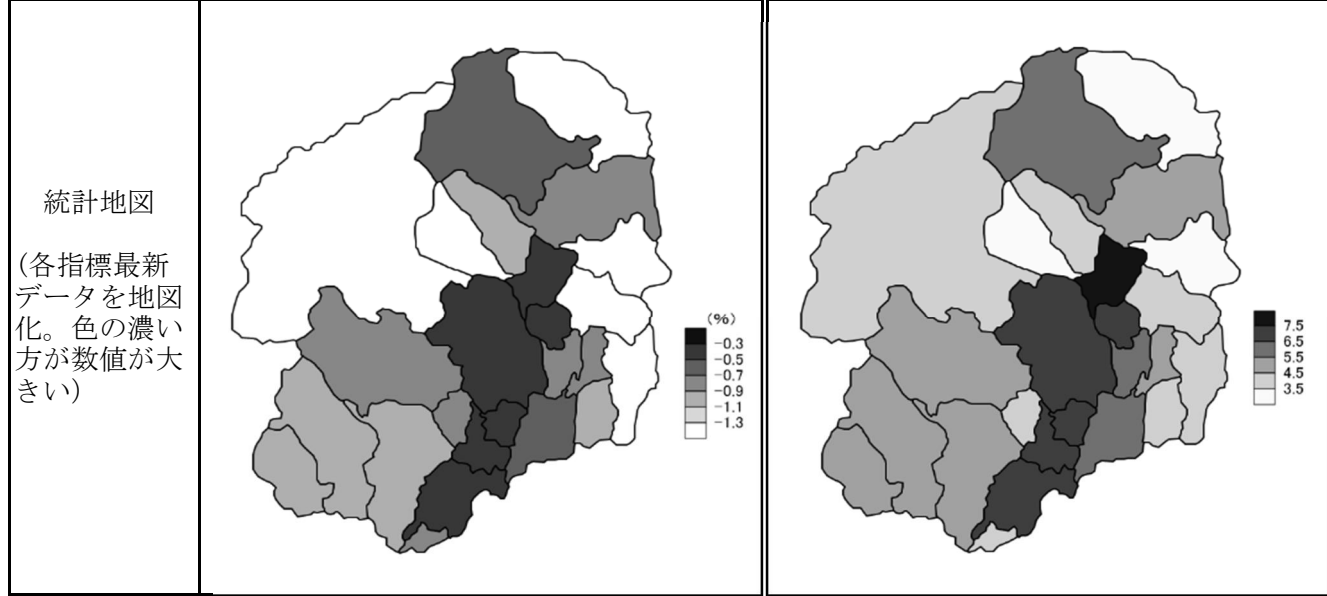 統計地図
(各指標最新
データを地図
化。色の濃い
方が数値が大
きい)
(%)
-0.3
-0.5
-0.7
-0.9
-1.1
-1.3
7.5
6.5
5.5
4.5
3.5